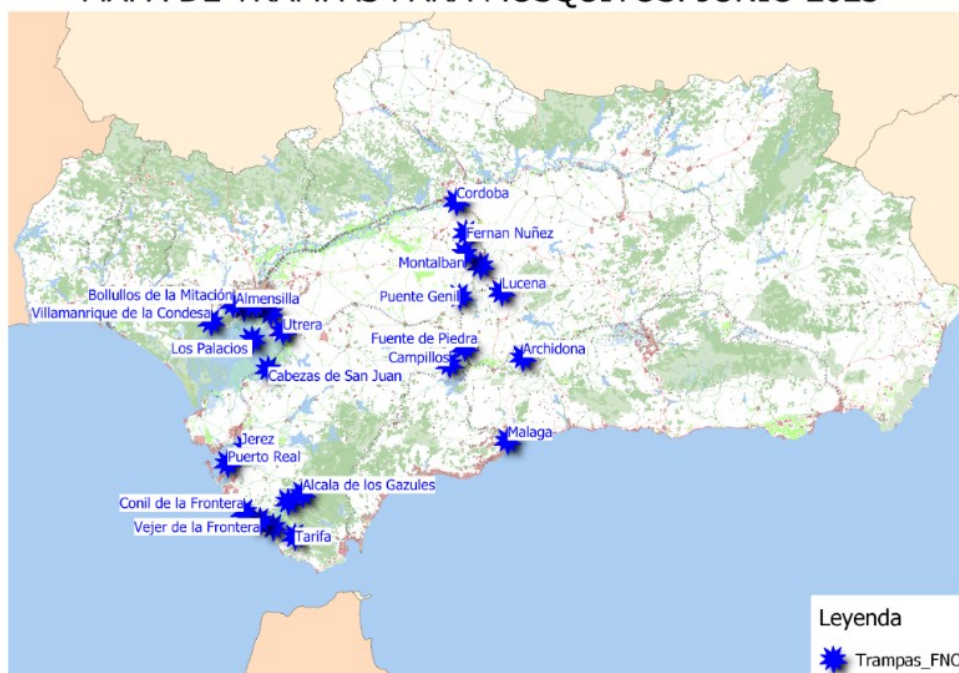 MAPA DE TRAMPAS PARA MOSQUITOS. JUNIO 2023
Cordoba
Fernan Nuñez
Montalban
Lucena
Puente Genil
Bollullos de la Mitación
Almensilla
Villamanrique de la Condesa
Utrera
Los Palacios
Fuente de Piedra
Campillos
Archidona
Cabezas de San Juan
Malaga
Jerez
Puerto Real
Alcala de los Gazules
Conil de la Frontera
Vejer de la Frontera
Tarifa
Leyenda
Trampas_FNO